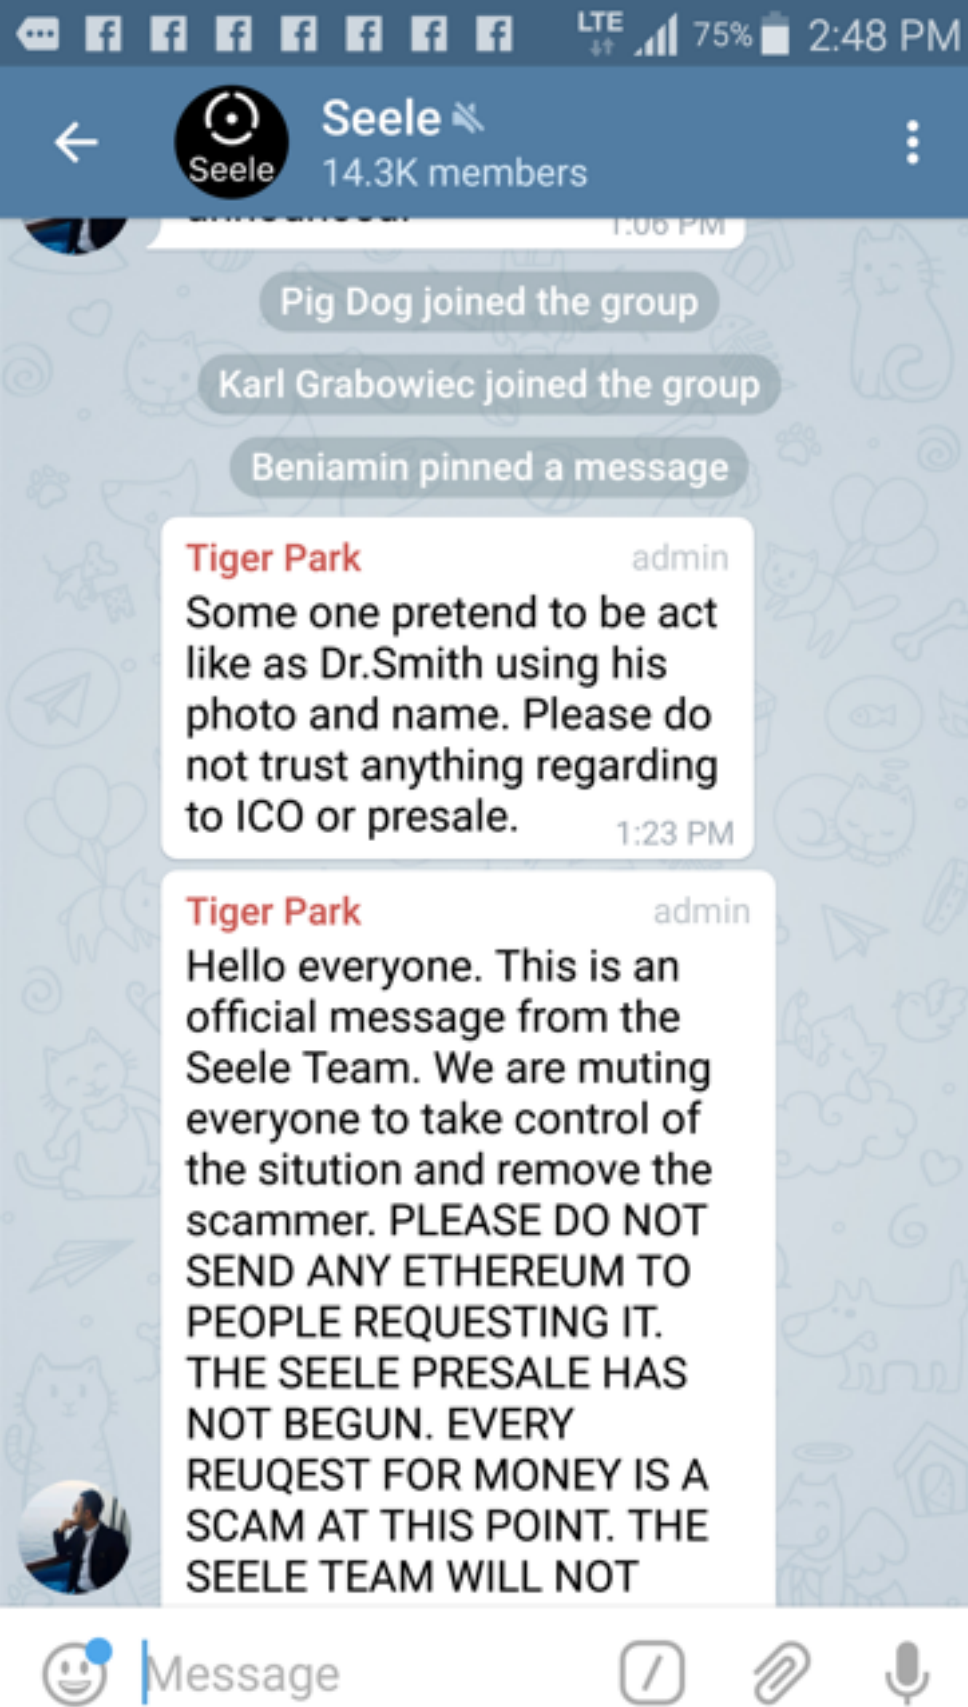 LTE 75% 2:48 PM
Seele
Seele
14.3K members
1:06 PM
Pig Dog joined the group
Karl Grabowiec joined the group
Beniamin pinned a message
Tiger Park admin
Some one pretend to be act
like as Dr.Smith using his
photo and name. Please do
not trust anything regarding
to ICO or presale.
1:23 PM
Tiger Park admin
Hello everyone. This is an
official message from the
Seele Team. We are muting
everyone to take control of
the sitution and remove the
scammer. PLEASE DO NOT
SEND ANY ETHEREUM TO
PEOPLE REQUESTING IT.
THE SEELE PRESALE HAS
NOT BEGUN. EVERY
REUQEST FOR MONEY IS A
SCAM AT THIS POINT. THE
SEELE TEAM WILL NOT
Message